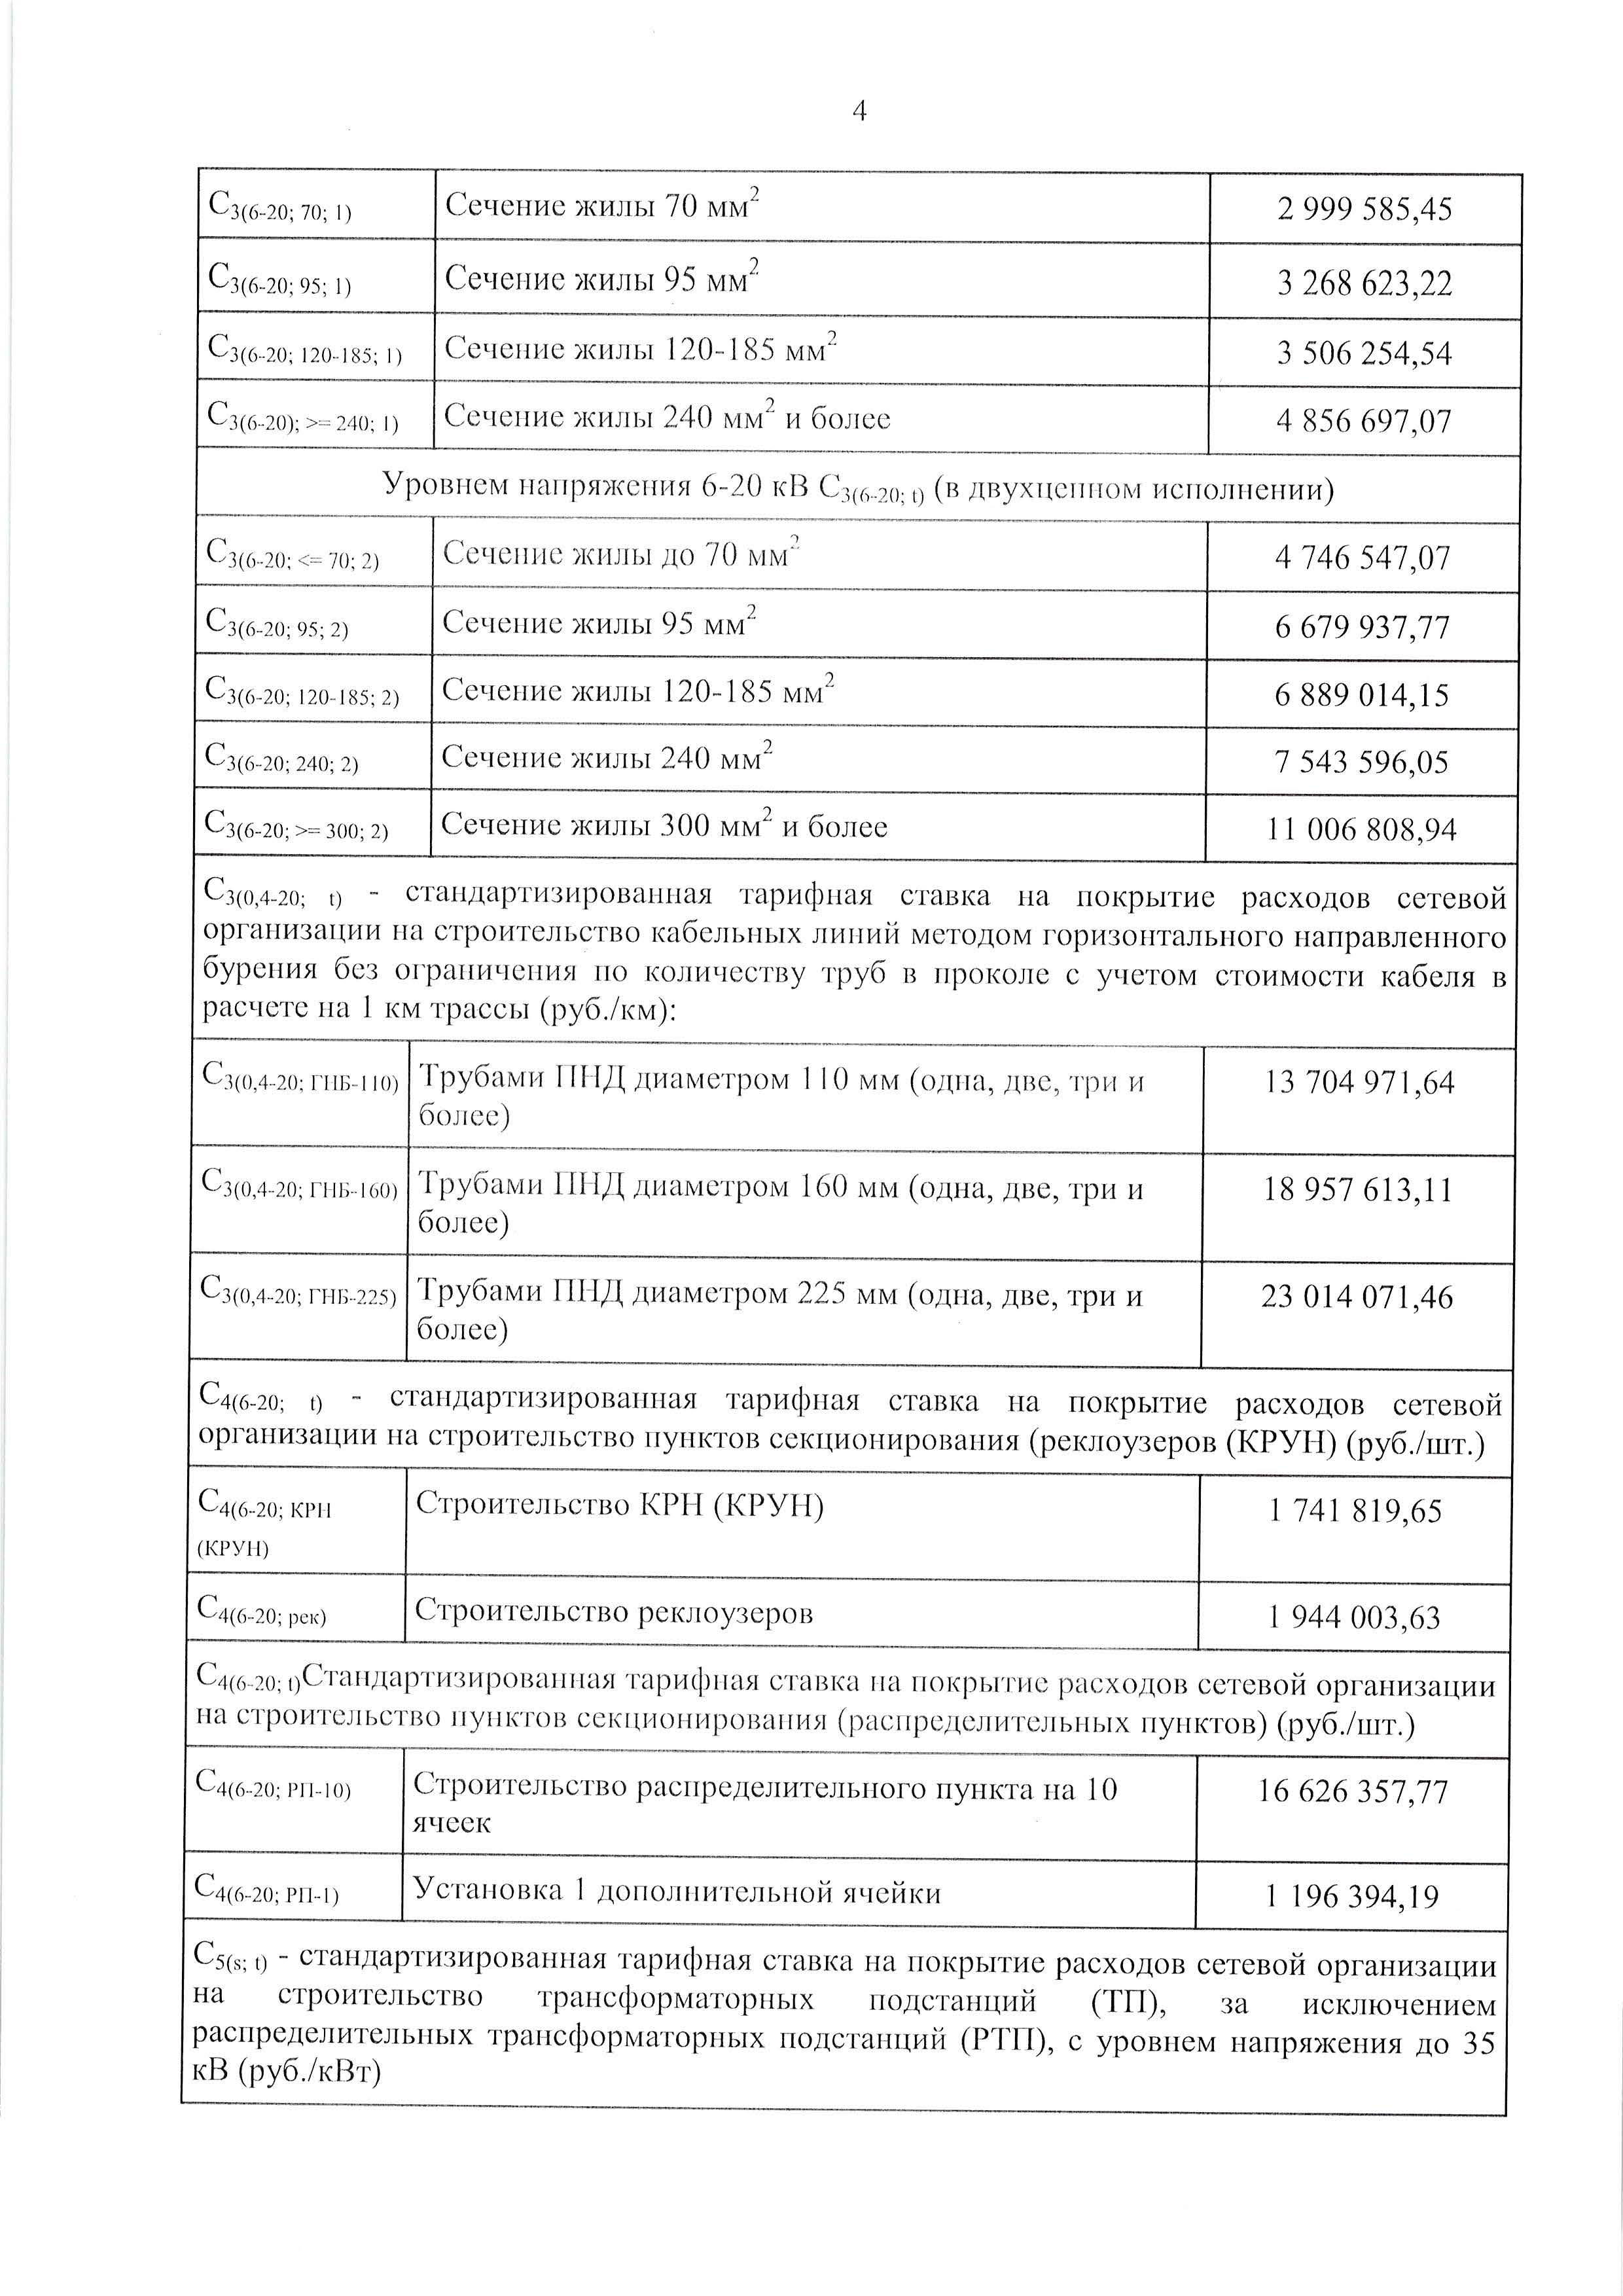 4
С3(6-20; 70; 1) Сечение жилы 70 мм² 2 999 585,45
С3(6-20; 95; 1) Сечение жилы 95 мм² 3 268 623,22
С3(6-20; 120-185; 1) Сечение жилы 120-185 мм² 3 506 254,54
С3(6-20); >= 240; 1) Сечение жилы 240 мм² и более 4 856 697,07
Уровнем напряжения 6-20 кВ С3(6-20; t) (в двухцепном исполнении)
С3(6-20; <= 70; 2) Сечение жилы до 70 мм² 4 746 547,07
С3(6-20; 95; 2) Сечение жилы 95 мм² 6 679 937,77
С3(6-20; 120-185; 2) Сечение жилы 120-185 мм² 6 889 014,15
С3(6-20; 240; 2) Сечение жилы 240 мм² 7 543 596,05
С3(6-20; >= 300; 2) Сечение жилы 300 мм² и более 11 006 808,94
С3(0,4-20; t) - стандартизированная тарифная ставка на покрытие расходов сетевой
организации на строительство кабельных линий методом горизонтального направленного
бурения без ограничения по количеству труб в проколе с учетом стоимости кабеля в
расчете на 1 км трассы (руб./км):
С3(0,4-20; ГНБ-110) Трубами ПНД диаметром 110 мм (одна, две, три и 13 704 971,64
более)
С3(0,4-20; ГНБ-160) Трубами ПНД диаметром 160 мм (одна, две, три и 18 957 613,11
более)
С3(0,4-20; ГНБ-225) Трубами ПНД диаметром 225 мм (одна, две, три и 23 014 071,46
более)
С4(6-20; t) - стандартизированная тарифная ставка на покрытие расходов сетевой
организации на строительство пунктов секционирования (реклоузеров (КРУН) (руб./шт.)
С4(6-20; КРН Строительство КРН (КРУН) 1 741 819,65
(КРУН)
С4(6-20; рек) Строительство реклоузеров 1 944 003,63
С4(6-20; t)Стандартизированная тарифная ставка на покрытие расходов сетевой организации
на строительство пунктов секционирования (распределительных пунктов) (руб./шт.)
С4(6-20; РП-10) Строительство распределительного пункта на 10 16 626 357,77
ячеек
С4(6-20; РП-1) Установка 1 дополнительной ячейки 1 196 394,19
С5(s; t) - стандартизированная тарифная ставка на покрытие расходов сетевой организации
на строительство трансформаторных подстанций (ТП), за исключением
распределительных трансформаторных подстанций (РТП), с уровнем напряжения до 35
кВ (руб./кВт)